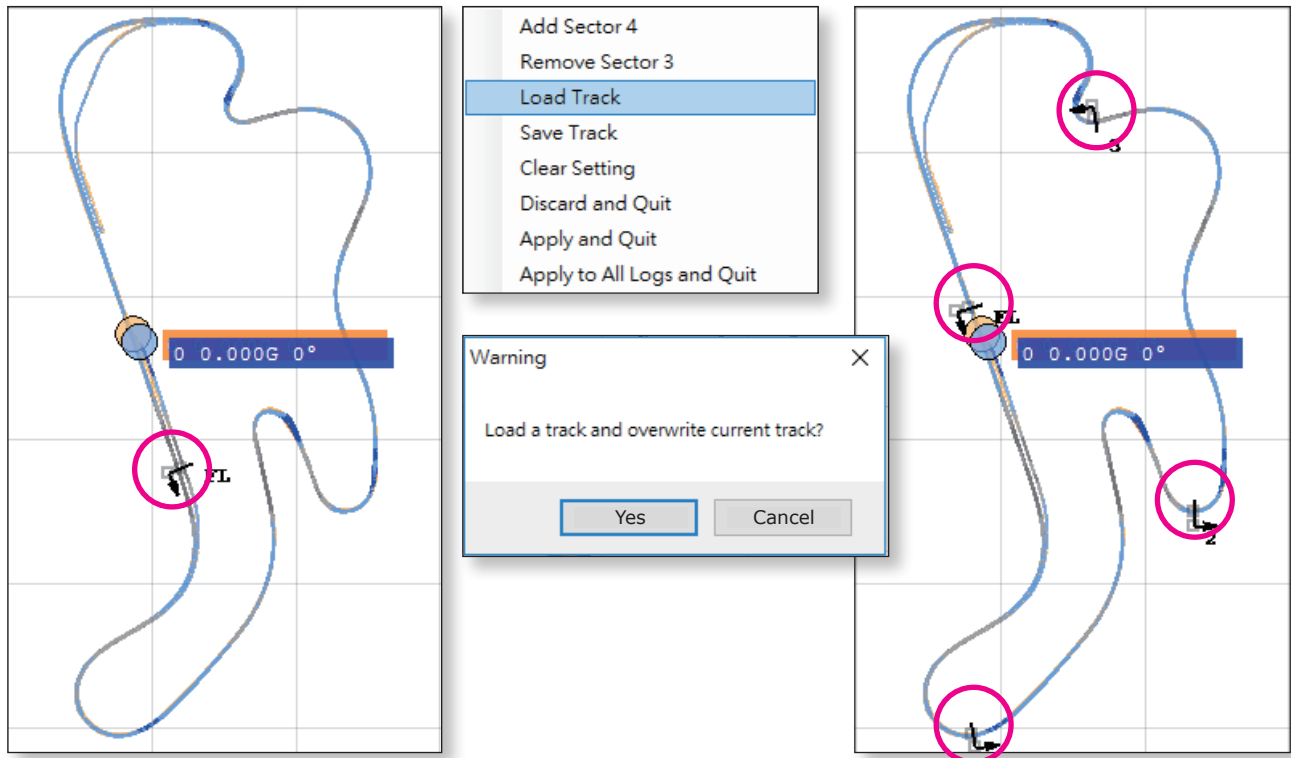 FL
0 0.000G 0°
Add Sector 4
Remove Sector 3
Load Track
Save Track
Clear Setting
Discard and Quit
Apply and Quit
Apply to All Logs and Quit
Warning
Load a track and overwrite current track?
Yes
Cancel
3
FL
0 0.000G 0°
2